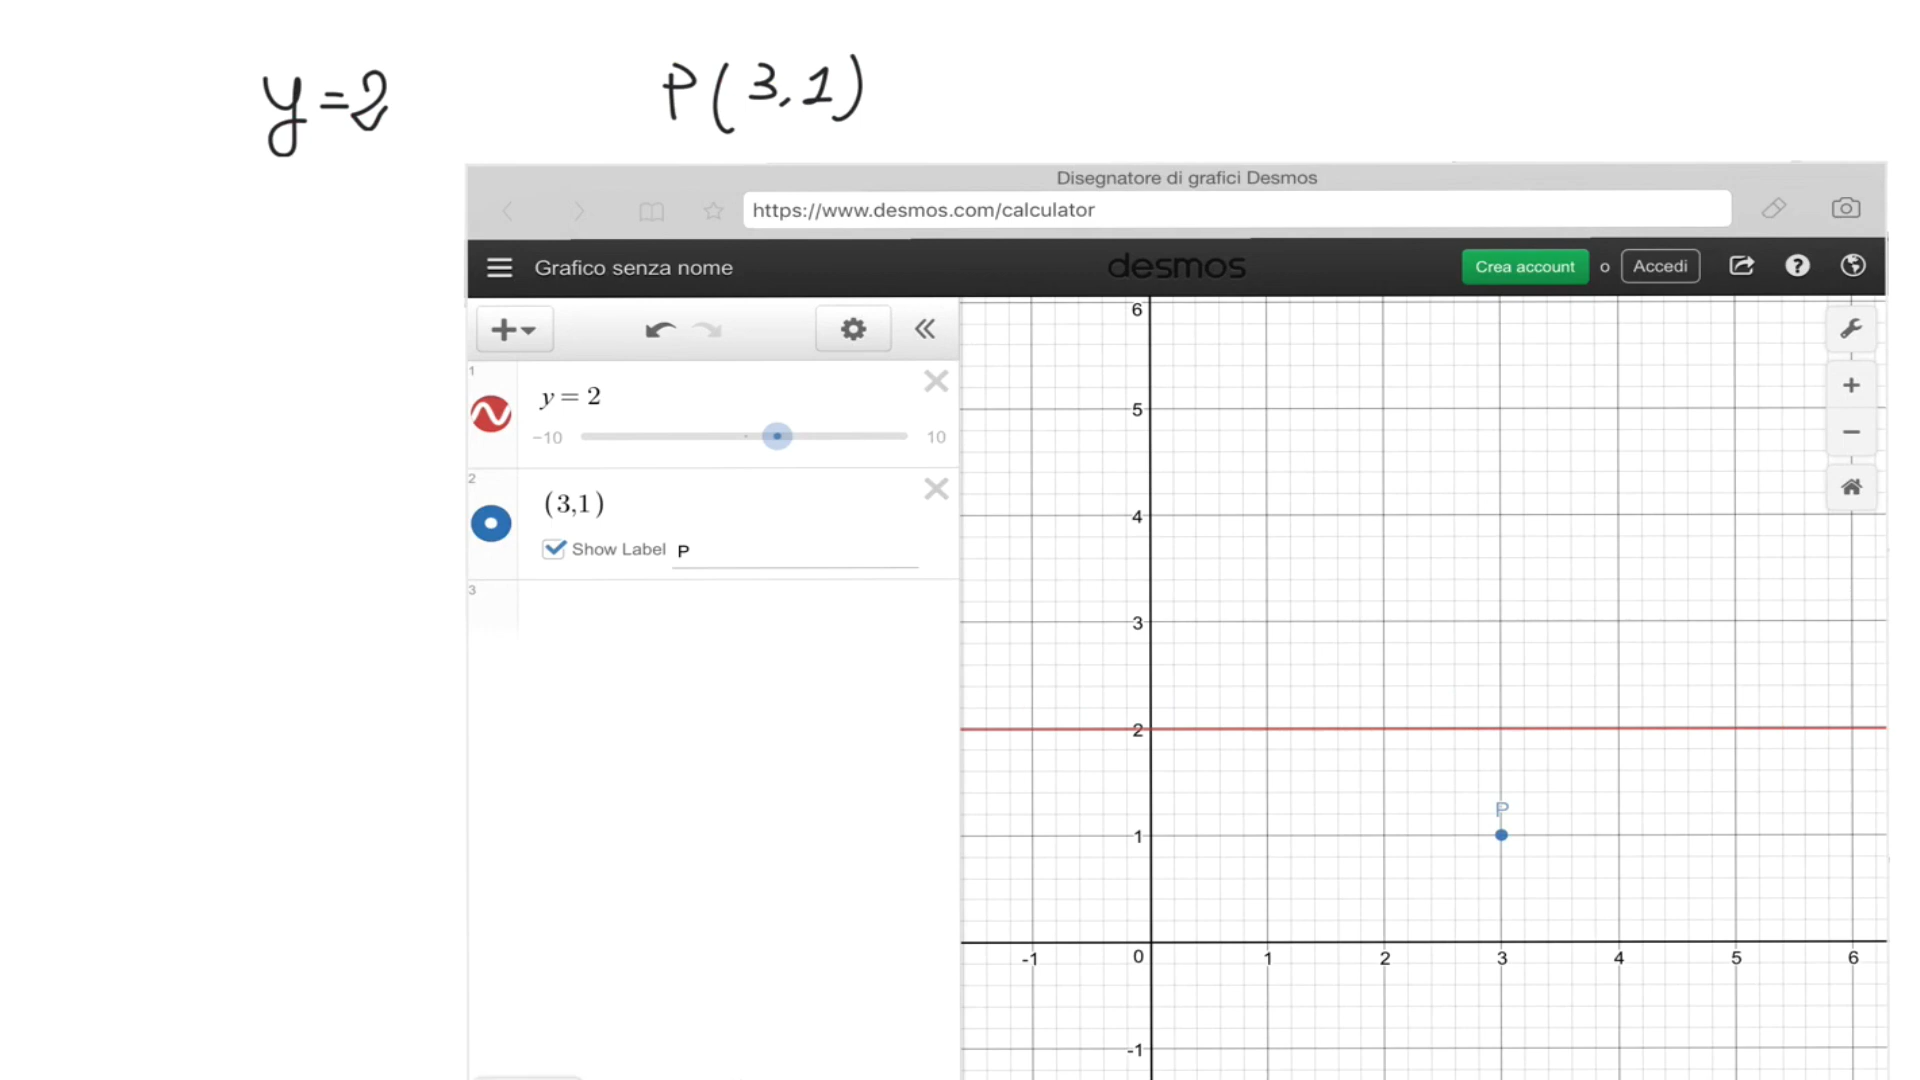 y=2 P(3,1)
Disegnatore di grafici Desmos
https://www.desmos.com/calculator
Grafico senza nome desmos Crea account o Accedi
1
y = 2
-10 10
2
(3,1)
Show Label P
3
6
5
4
3
2
P
1
-1 0 1 2 3 4 5 6
-1